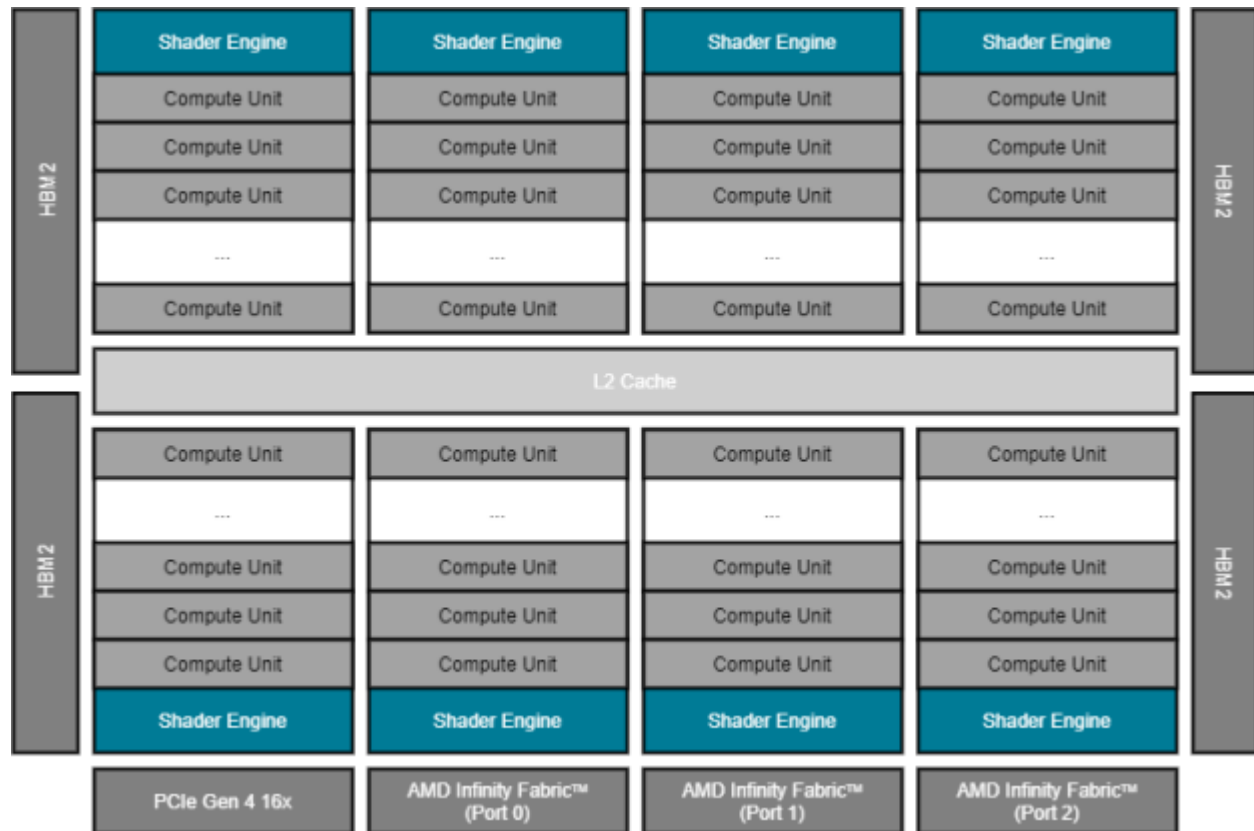 HBM2
Shader Engine Shader Engine Shader Engine Shader Engine
HBM2
Compute Unit Compute Unit Compute Unit Compute Unit
Compute Unit Compute Unit Compute Unit Compute Unit
Compute Unit Compute Unit Compute Unit Compute Unit
... ... ... ...
Compute Unit Compute Unit Compute Unit Compute Unit
L2 Cache
HBM2
Compute Unit Compute Unit Compute Unit Compute Unit
HBM2
... ... ... ...
Compute Unit Compute Unit Compute Unit Compute Unit
Compute Unit Compute Unit Compute Unit Compute Unit
Compute Unit Compute Unit Compute Unit Compute Unit
Shader Engine Shader Engine Shader Engine Shader Engine
PCIe Gen 4 16x
AMD Infinity Fabric™
(Port 0)
AMD Infinity Fabric™
(Port 1)
AMD Infinity Fabric™
(Port 2)